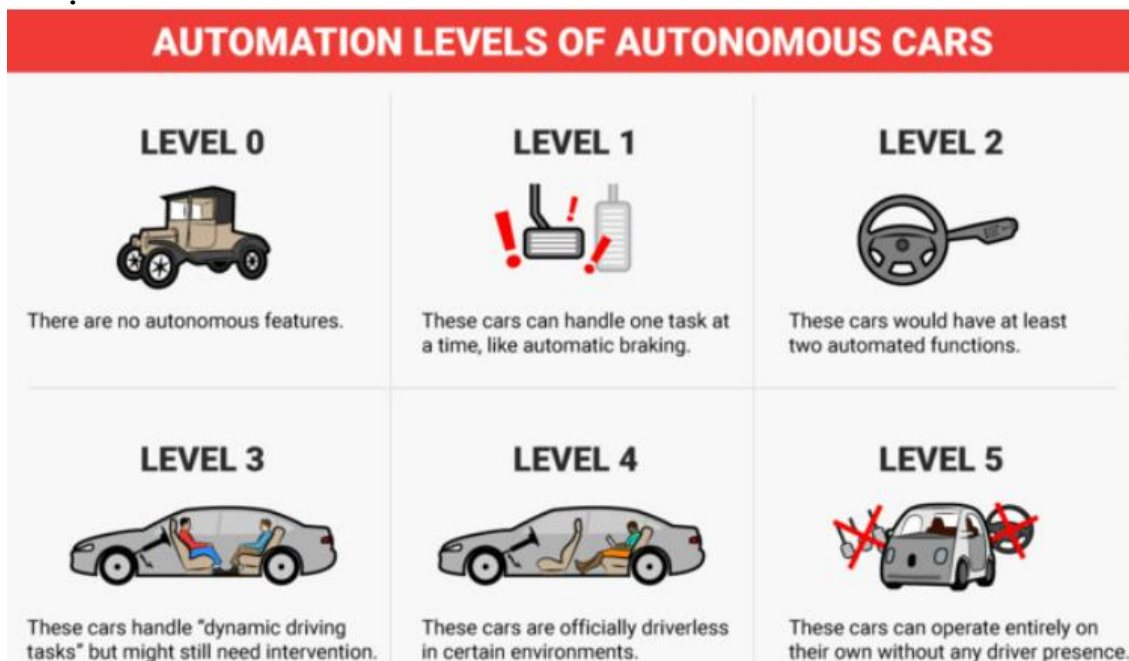 AUTOMATION LEVELS OF AUTONOMOUS CARS
LEVEL 0
There are no autonomous features.
LEVEL 1
These cars can handle one task at
a time, like automatic braking.
LEVEL 2
These cars would have at least
two automated functions.
LEVEL 3
These cars handle “dynamic driving
tasks” but might still need intervention.
LEVEL 4
These cars are officially driverless
in certain environments.
LEVEL 5
These cars can operate entirely on
their own without any driver presence.